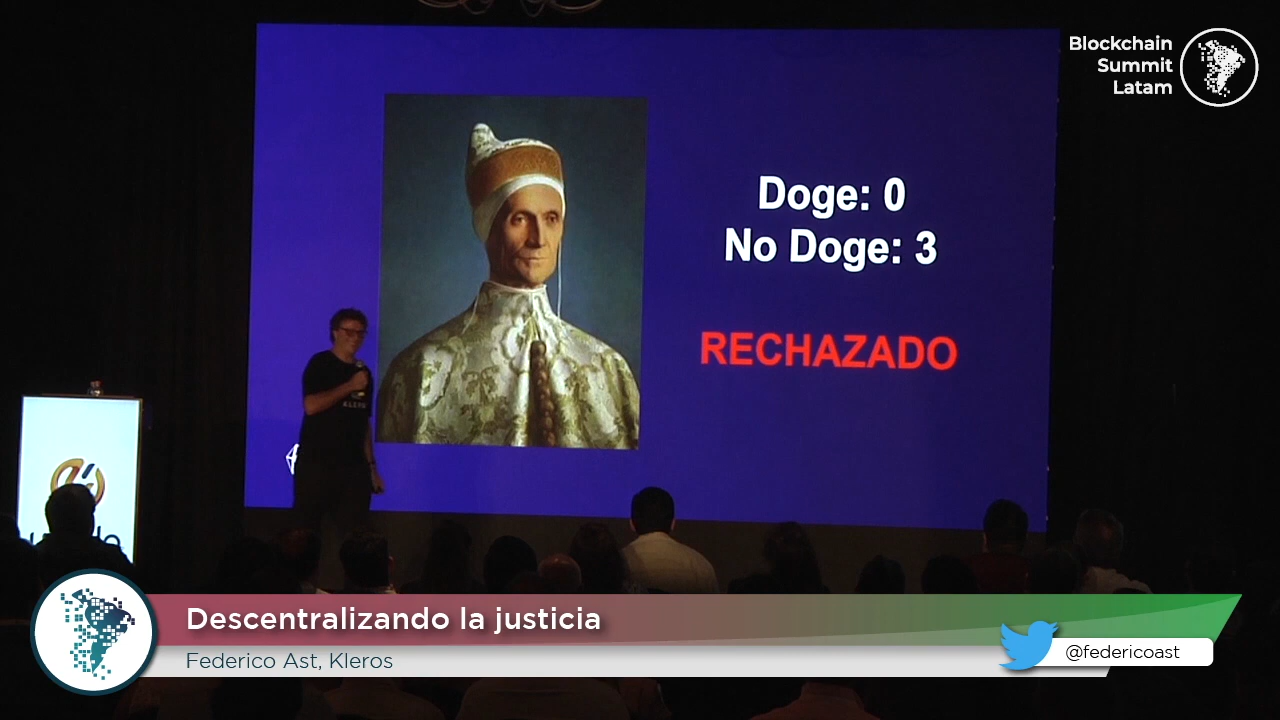 Blockchain
Summit
Latam
Doge: 0
No Doge: 3
RECHAZADO
Descentralizando la justicia
Federico Ast, Kleros
@federicoast